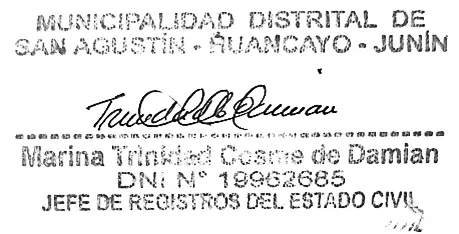 MUNICIPALIDAD DISTRITAL DE
SAN AGUSTÍN - HUANCAYO - JUNÍN
Marina Trinidad Cosme de Damian
DNI Nº 19962685
JEFE DE REGISTROS DEL ESTADO CIVIL